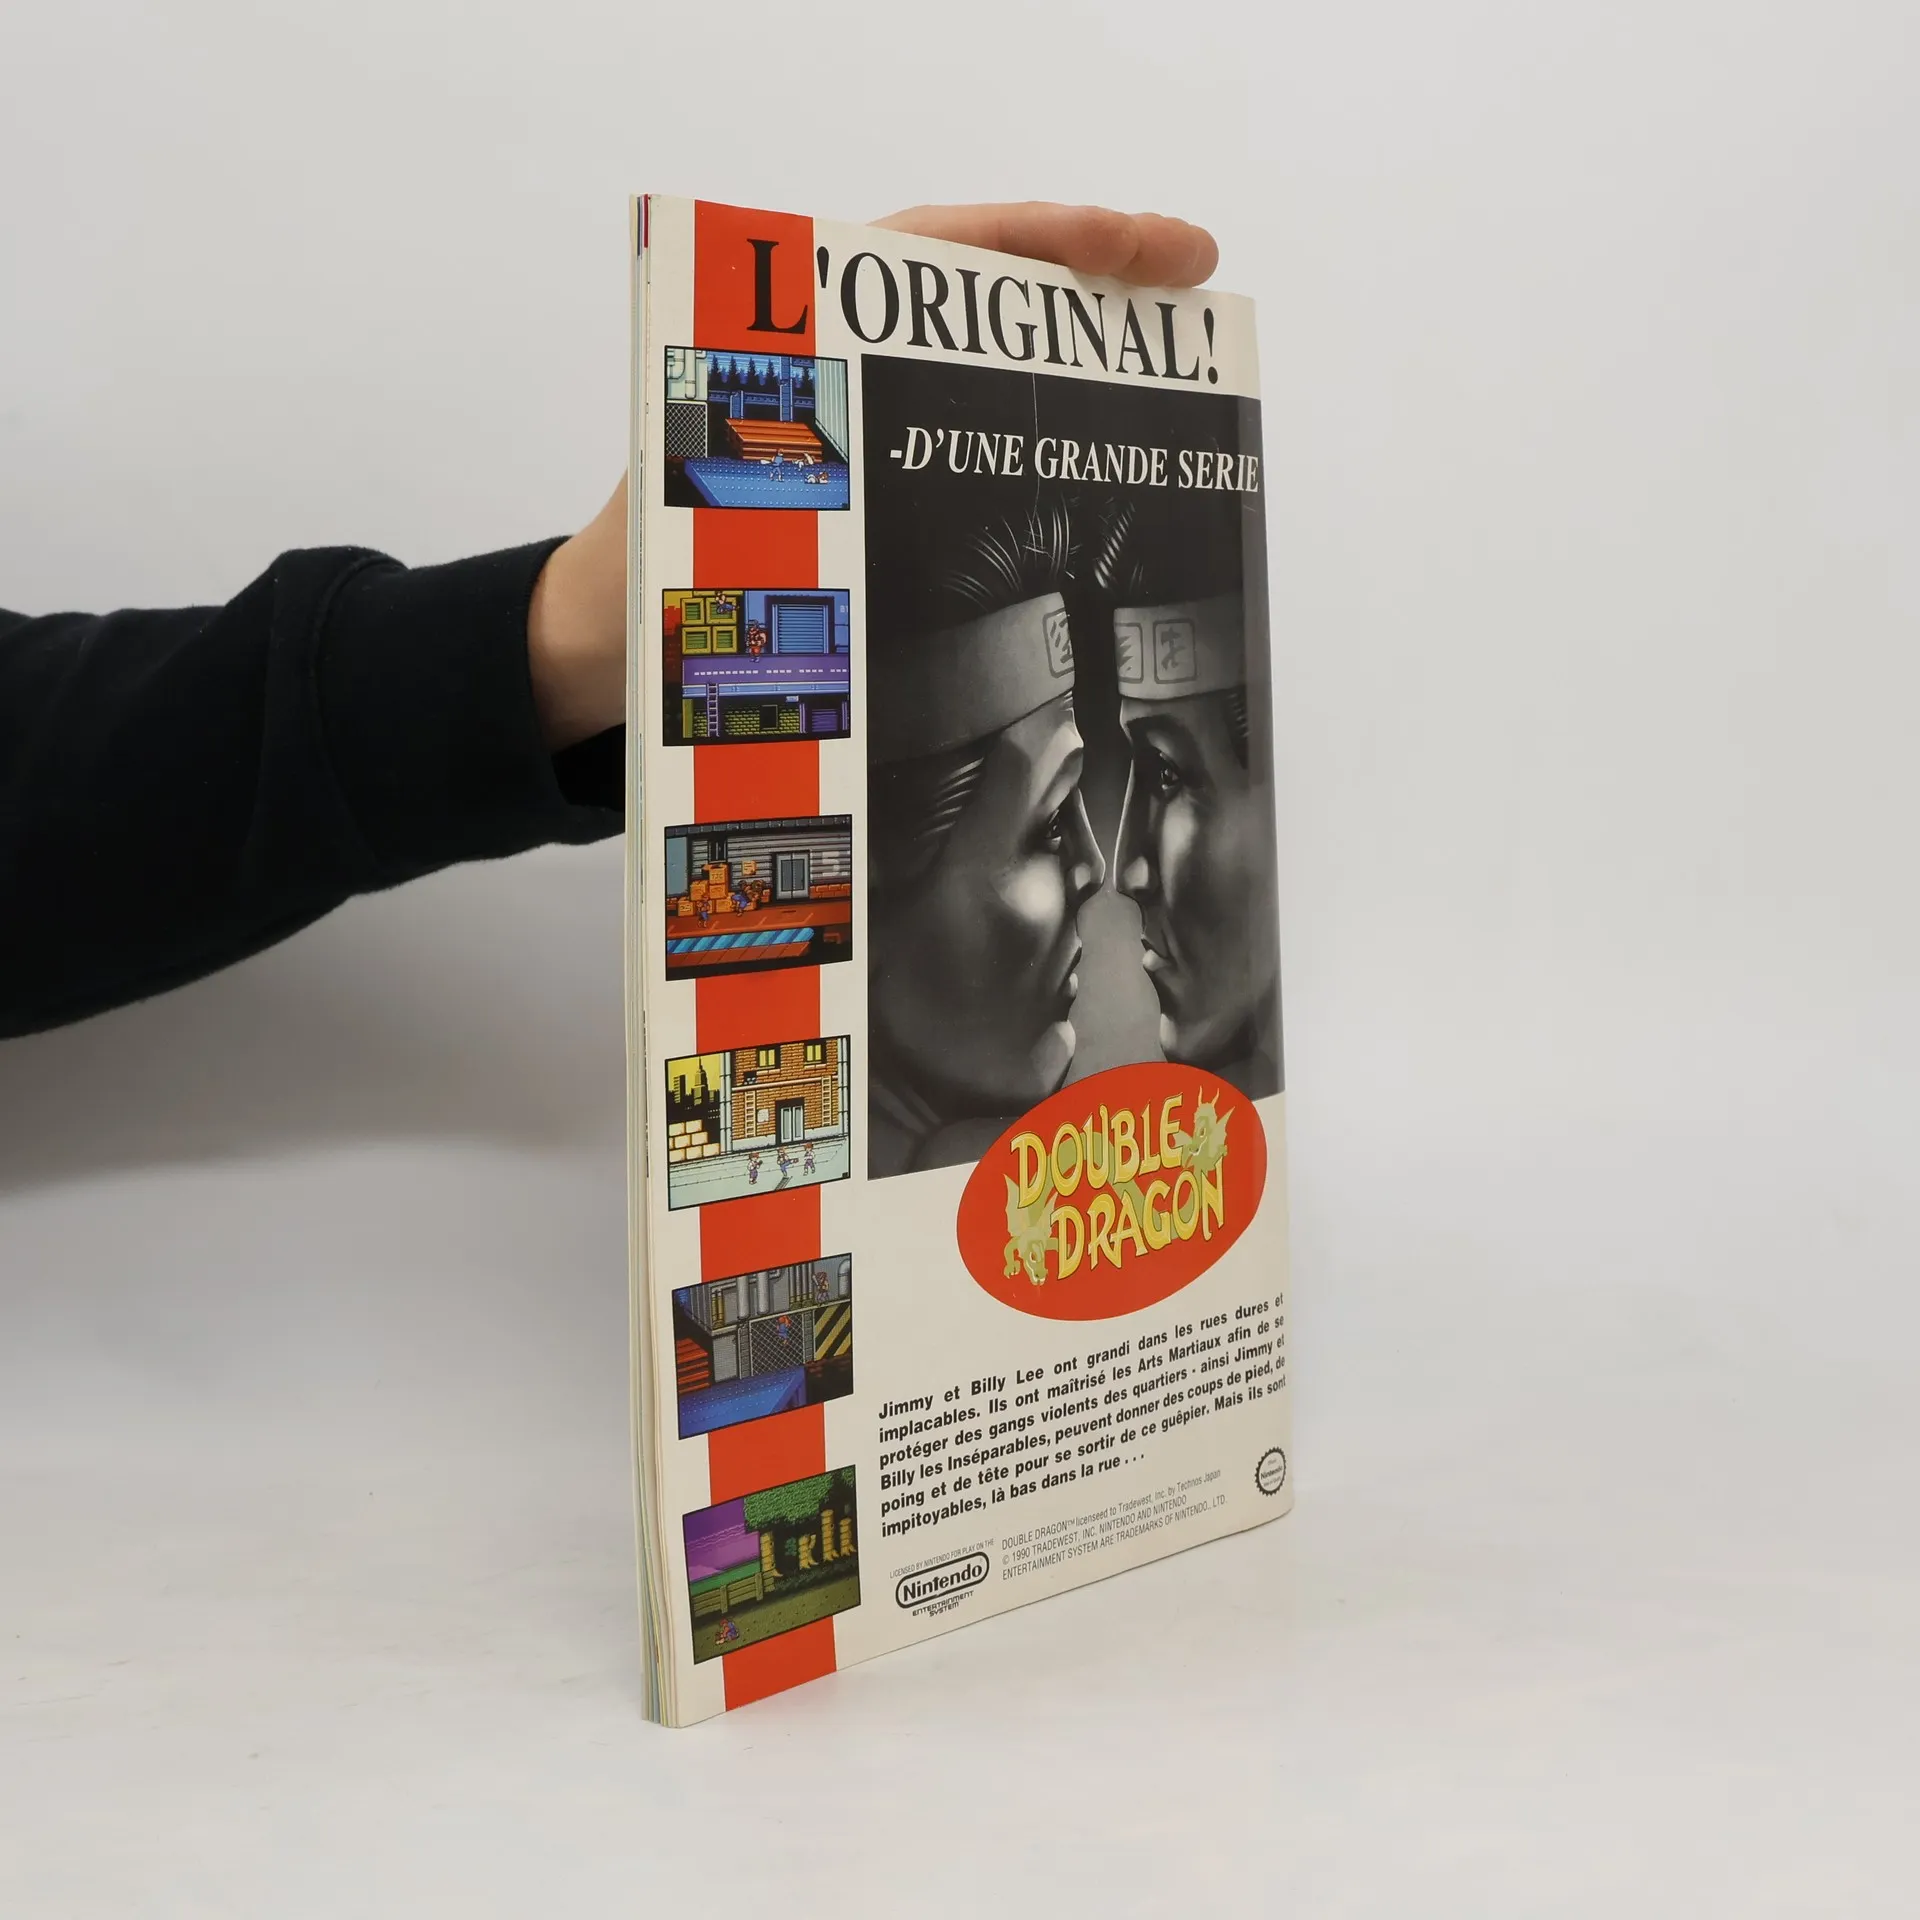 L'ORIGINAL!
-D'UNE GRANDE SERIE
DOUBLE
DRAGON
Jimmy et Billy Lee ont grandi dans les rues dures et
implacables. Ils ont maîtrisé les Arts Martiaux afin de se
protéger des gangs violents des quartiers - ainsi Jimmy et
Billy les Inséparables, peuvent donner des coups de pied, de
poing et de tête pour se sortir de ce guêpier. Mais ils sont
impitoyables, là bas dans la rue . . .
LICENSED BY NINTENDO FOR PLAY ON THE
Nintendo
ENTERTAINMENT
SYSTEM
DOUBLE DRAGON™ licenseed to Tradewest, Inc. by Technos Japan
© 1990 TRADEWEST, INC. NINTENDO AND NINTENDO
ENTERTAINMENT SYSTEM ARE TRADEMARKS OF NINTENDO., LTD.
Nintendo